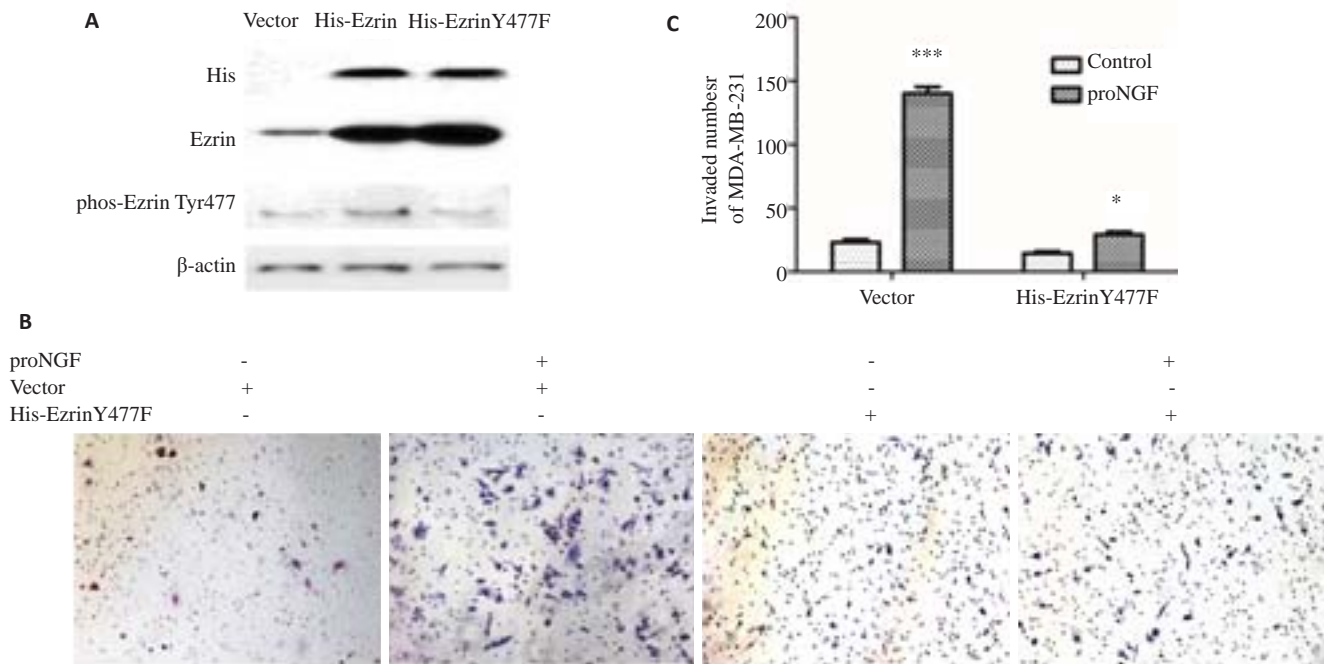 A
Vector His-Ezrin His-EzrinY477F
His
Ezrin
phos-Ezrin Tyr477
β-actin
C
200
150
100
50
0
Invaded numbesr
of MDA-MB-231
***
*
Control
proNGF
Vector His-EzrinY477F
B
proNGF - + - +
Vector + + - -
His-EzrinY477F - - + +